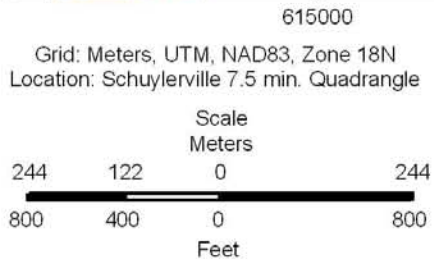 615000
Grid: Meters, UTM, NAD83, Zone 18N
Location: Schuylerville 7.5 min. Quadrangle
Scale
Meters
244 122 0 244
800 400 0 800
Feet